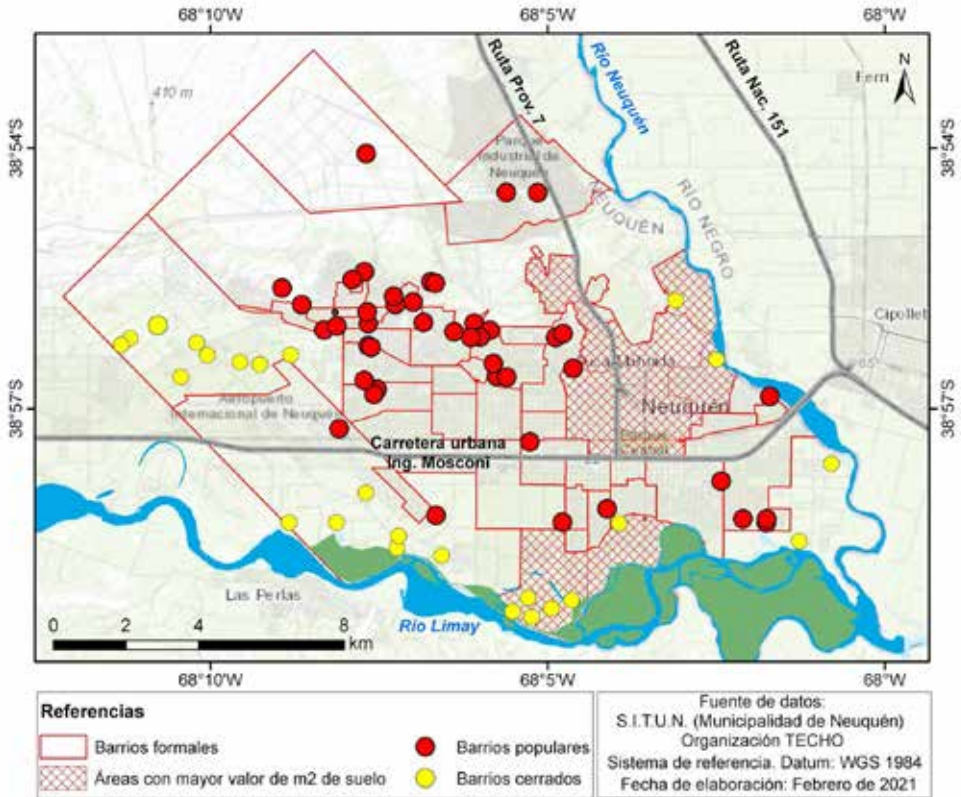 68°10'W 68°5'W 68°W
38°54'S
38°57'S
410 m
Ruta Prov. 7
Río Neuquén
Ruta Nac. 151
N
Ferri
38°54'S
38°57'S
Parque
Industrial de
Neuquén
NEUQUÉN
RÍO NEGRO
Cipollet
Neuquén
Aeropuerto
Internacional de Neuquén
Carretera urbana
Ing. Mosconi
Las Perlas
Río Limay
0 2 4 8
km
68°10'W 68°5'W 68°W
Referencias
Barrios formales
Áreas con mayor valor de m2 de suelo
Barrios populares
Barrios cerrados
Fuente de datos:
S.I.T.U.N. (Municipalidad de Neuquén)
Organización TECHO
Sistema de referencia. Datum: WGS 1984
Fecha de elaboración: Febrero de 2021